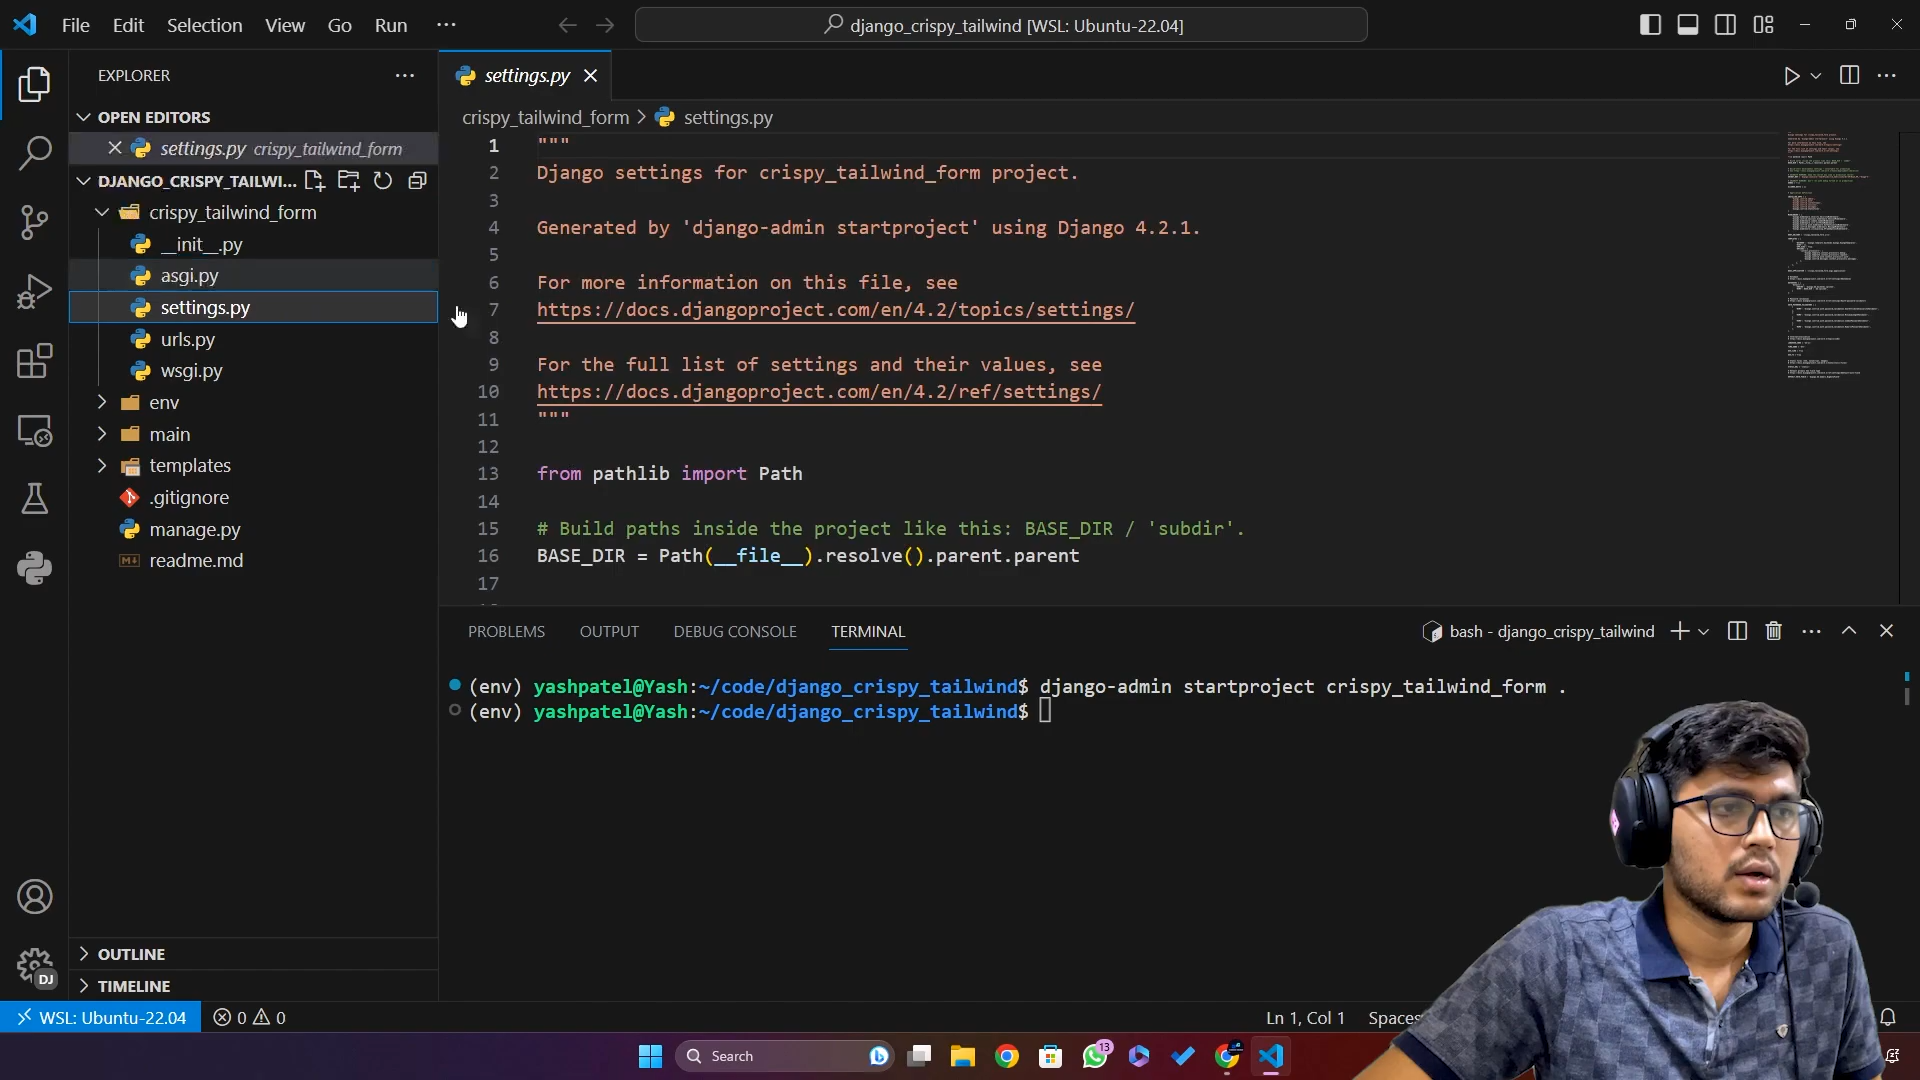 File Edit Selection View Go Run ···
django_crispy_tailwind [WSL: Ubuntu-22.04]
EXPLORER
OPEN EDITORS
settings.py crispy_tailwind_form
DJANGO_CRISPY_TAILWI...
crispy_tailwind_form
__init__.py
asgi.py
settings.py
urls.py
wsgi.py
env
main
templates
.gitignore
manage.py
readme.md
OUTLINE
TIMELINE
settings.py
crispy_tailwind_form > settings.py
1 """
2 Django settings for crispy_tailwind_form project.
3
4 Generated by 'django-admin startproject' using Django 4.2.1.
5
6 For more information on this file, see
7 https://docs.djangoproject.com/en/4.2/topics/settings/
8
9 For the full list of settings and their values, see
10 https://docs.djangoproject.com/en/4.2/ref/settings/
11 """
12
13 from pathlib import Path
14
15 # Build paths inside the project like this: BASE_DIR / 'subdir'.
16 BASE_DIR = Path(__file__).resolve().parent.parent
17
PROBLEMS OUTPUT DEBUG CONSOLE TERMINAL
bash - django_crispy_tailwind
(env) yashpatel@Yash:~/code/django_crispy_tailwind$ django-admin startproject crispy_tailwind_form .
(env) yashpatel@Yash:~/code/django_crispy_tailwind$
DJ
WSL: Ubuntu-22.04 0 0
Ln 1, Col 1 Spaces
Search
13